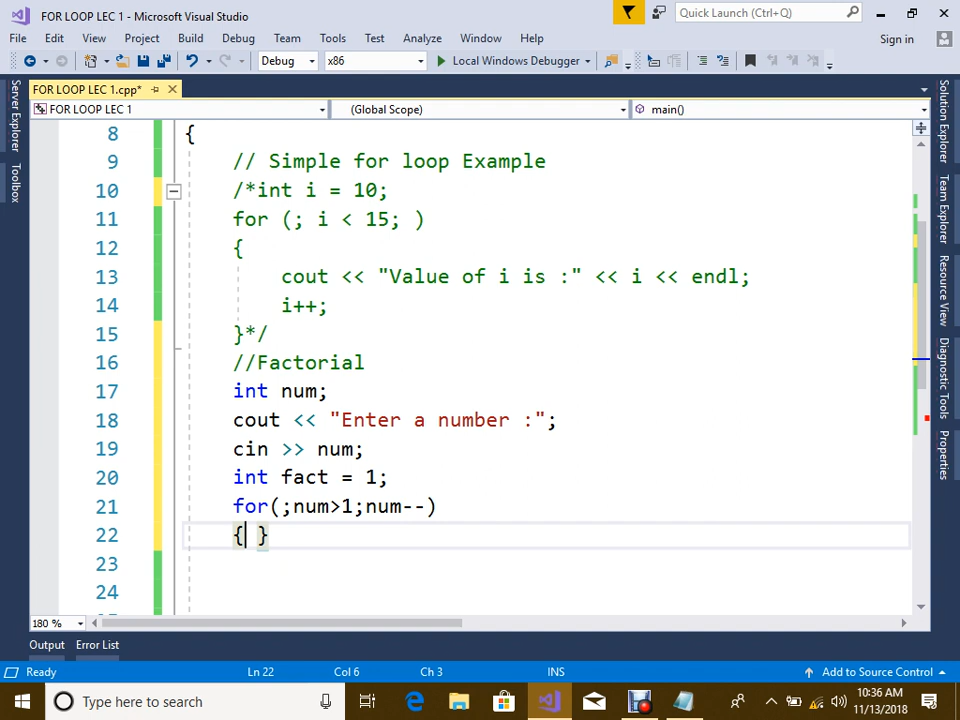 FOR LOOP LEC 1 - Microsoft Visual Studio
Quick Launch (Ctrl+Q)
File Edit View Project Build Debug Team Tools Test Analyze Window Help
Sign in
Debug x86 Local Windows Debugger
FOR LOOP LEC 1.cpp*
FOR LOOP LEC 1 (Global Scope) main()
Server Explorer
Toolbox
8 {
9 // Simple for loop Example
10 /*int i = 10;
11 for (; i < 15; )
12 {
13 cout << "Value of i is :" << i << endl;
14 i++;
15 }*/
16 //Factorial
17 int num;
18 cout << "Enter a number :";
19 cin >> num;
20 int fact = 1;
21 for(;num>1;num--)
22 { }
23
24
Solution Explorer
Team Explorer
Resource View
Diagnostic Tools
Properties
180 %
Output Error List
Ready Ln 22 Col 6 Ch 3 INS Add to Source Control
Type here to search
10:36 AM
11/13/2018